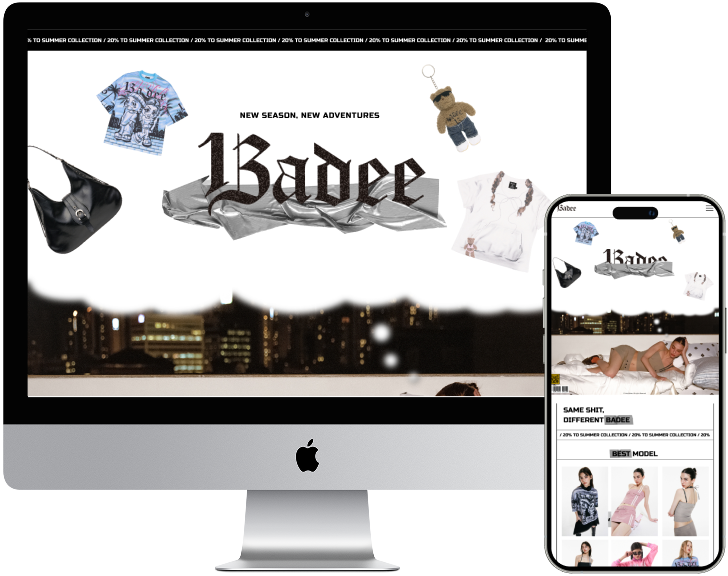 % TO SUMMER COLLECTION / 20% TO SUMMER COLLECTION / 20% TO SUMMER COLLECTION / 20% TO SUMMER COLLECTION / 20% TO SUMMER COLLECTION / 20% TO SUMMER COLLECTION / 20% TO SUMME
NEW SEASON, NEW ADVENTURES
Badee
Badee
Badee
Badee
SAME SHIT,
DIFFERENT BADEE
/ 20% TO SUMMER COLLECTION / 20% TO SUMMER COLLECTION / 20%
BEST MODEL